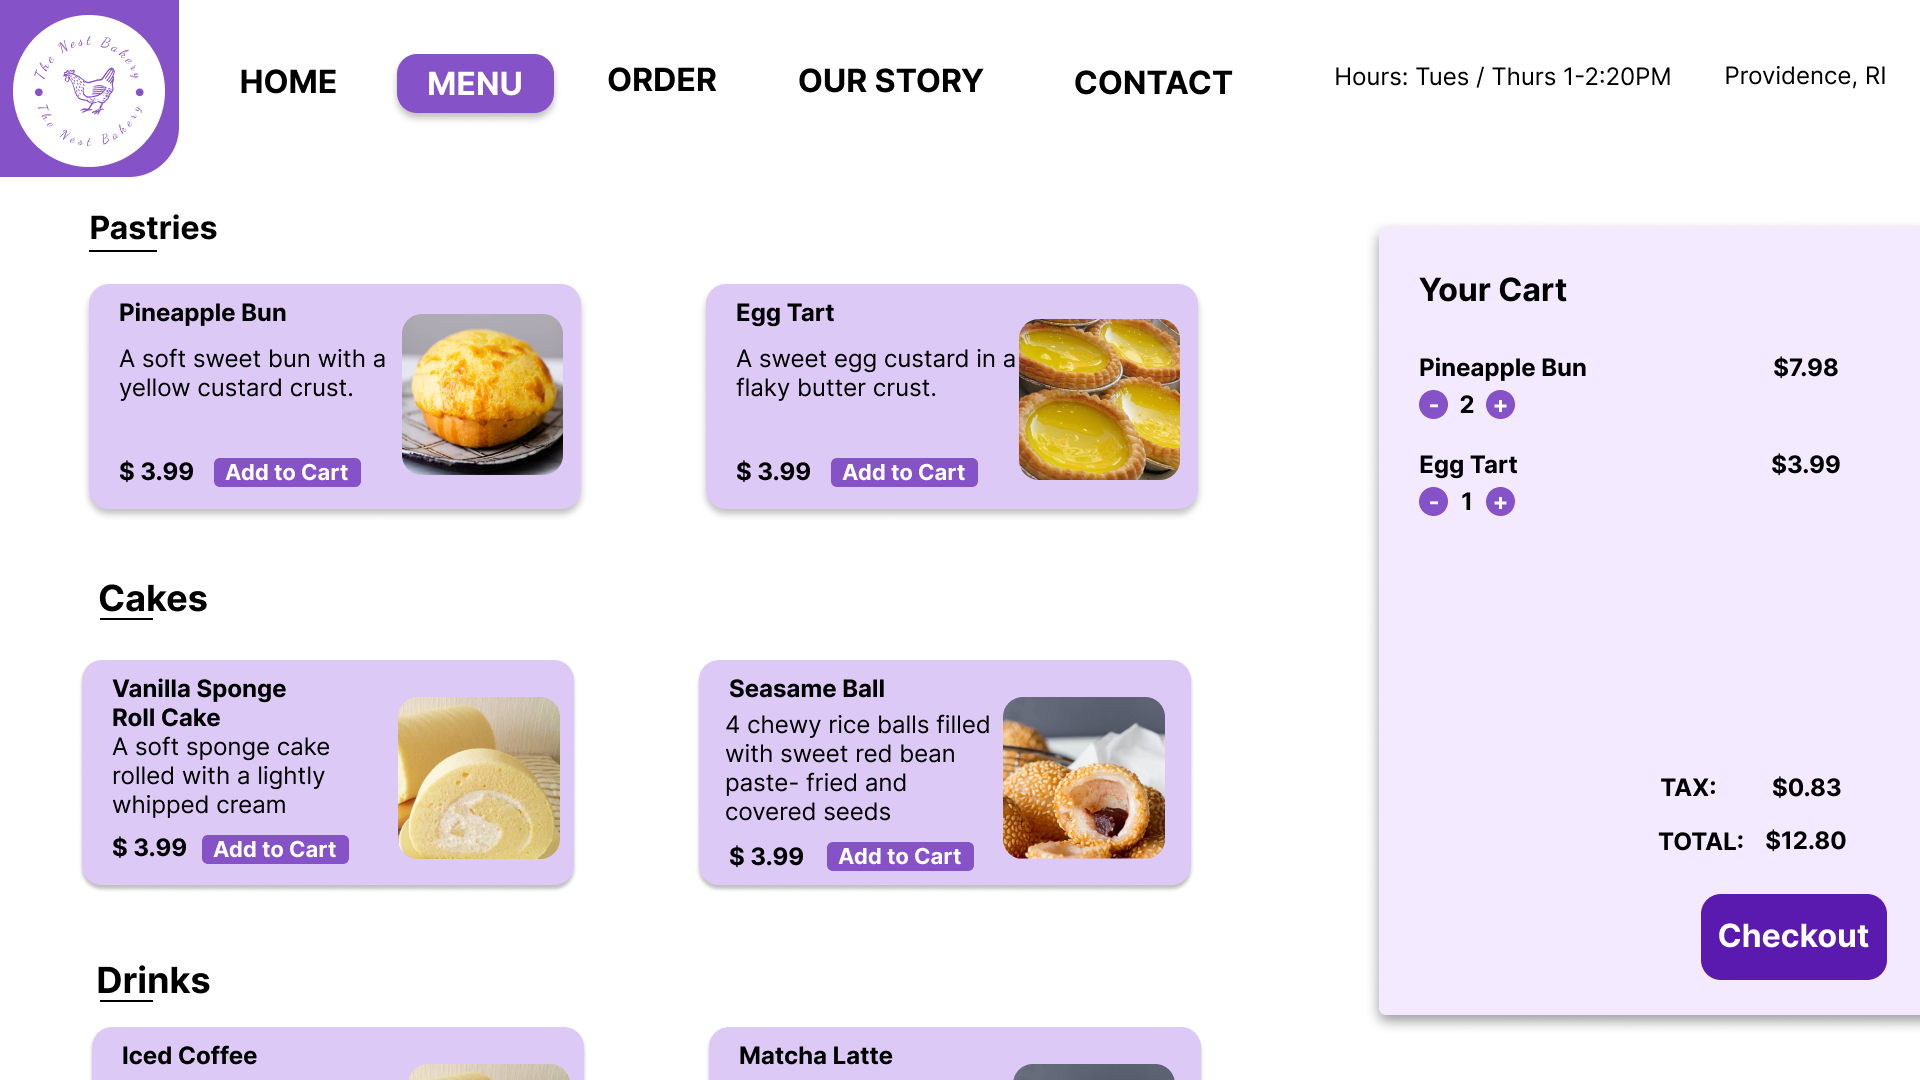 The Nest Bakery
The Nest Bakery
HOME
MENU
ORDER
OUR STORY
CONTACT
Hours: Tues / Thurs 1-2:20PM
Providence, RI
Pastries
Pineapple Bun
A soft sweet bun with a
yellow custard crust.
$ 3.99
Add to Cart
Egg Tart
A sweet egg custard in a
flaky butter crust.
$ 3.99
Add to Cart
Cakes
Vanilla Sponge
Roll Cake
A soft sponge cake
rolled with a lightly
whipped cream
$ 3.99
Add to Cart
Seasame Ball
4 chewy rice balls filled
with sweet red bean
paste- fried and
covered seeds
$ 3.99
Add to Cart
Drinks
Iced Coffee
Matcha Latte
Your Cart
Pineapple Bun
$7.98
- 2 +
Egg Tart
$3.99
- 1 +
TAX: $0.83
TOTAL: $12.80
Checkout